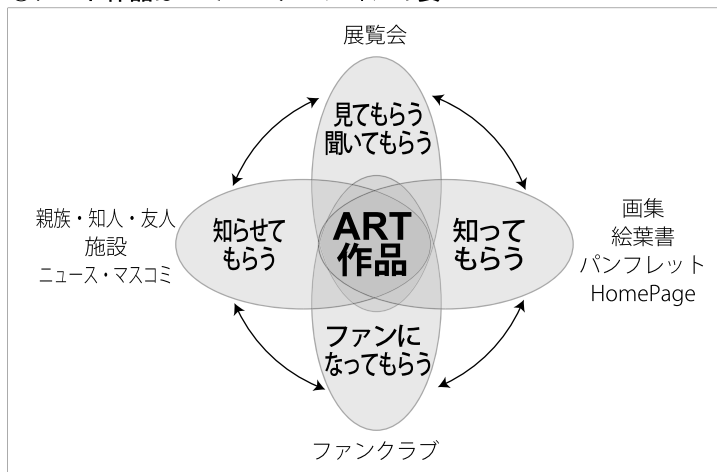 展覧会
見てもらう
聞いてもらう
親族・知人・友人
施設
ニュース・マスコミ
知らせて
もらう
ART
作品
知って
もらう
画集
絵葉書
パンフレット
HomePage
ファンに
なってもらう
ファンクラブ